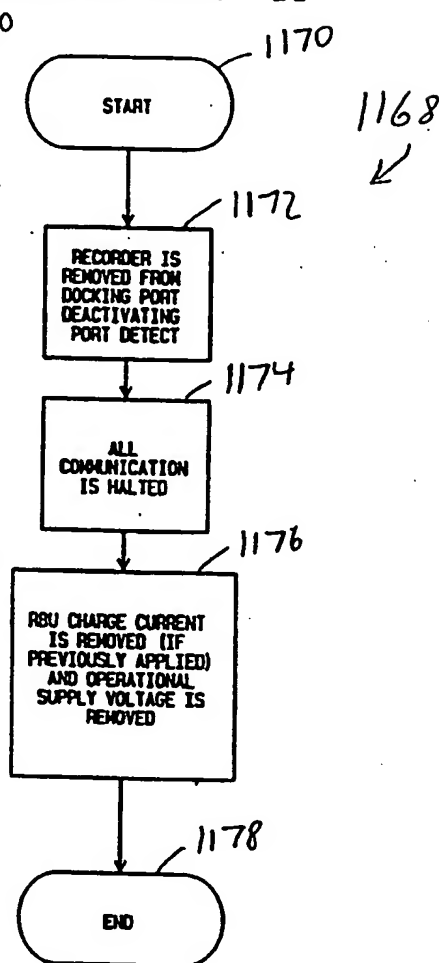 1170
START
1168
1172
RECORDER IS
REMOVED FROM
DOCKING PORT
DEACTIVATING
PORT DETECT
1174
ALL
COMMUNICATION
IS HALTED
1176
RBU CHARGE CURRENT
IS REMOVED (IF
PREVIOUSLY APPLIED)
AND OPERATIONAL
SUPPLY VOLTAGE IS
REMOVED
1178
END